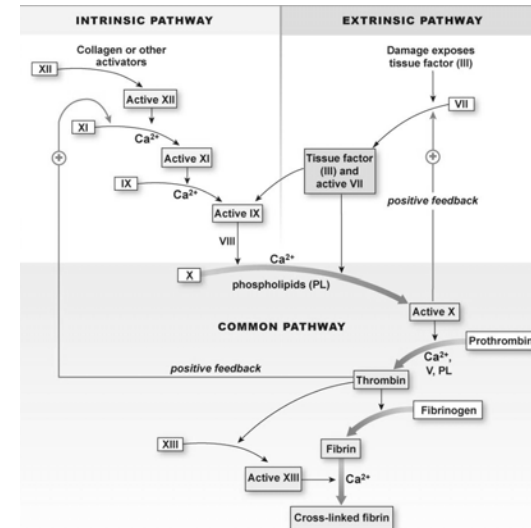 INTRINSIC PATHWAY
EXTRINSIC PATHWAY
Collagen or other
activators
XII
Active XII
XI
Ca²⁺
Active XI
IX
Ca²⁺
Active IX
VIII
Damage exposes
tissue factor (III)
VII
Tissue factor
(III) and
active VII
positive feedback
X
Ca²⁺
phospholipids (PL)
Active X
COMMON PATHWAY
Prothrombin
Ca²⁺,
V, PL
positive feedback
Thrombin
Fibrinogen
XIII
Fibrin
Active XIII
Ca²⁺
Cross-linked fibrin